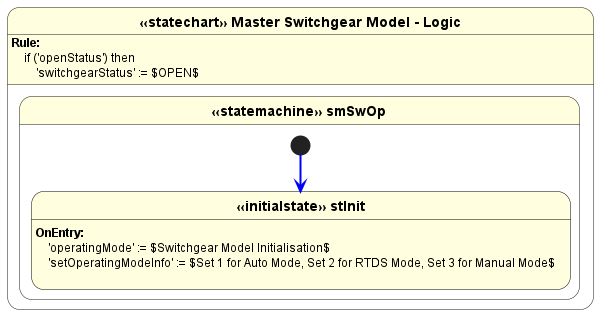 «statechart» Master Switchgear Model - Logic
Rule:
if ('openStatus') then
'switchgearStatus' := $OPEN$
«statemachine» smSwOp
«initialstate» stInit
OnEntry:
'operatingMode' := $Switchgear Model Initialisation$
'setOperatingModeInfo' := $Set 1 for Auto Mode, Set 2 for RTDS Mode, Set 3 for Manual Mode$